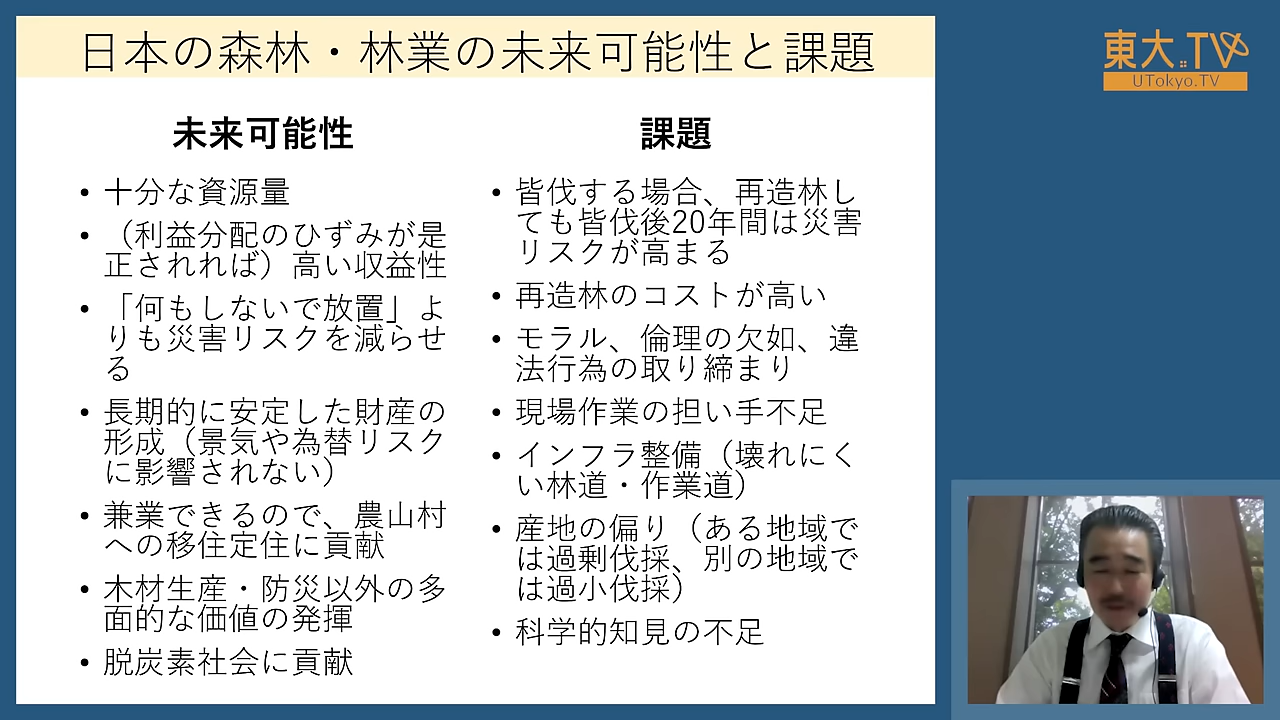 日本の森林・林業の未来可能性と課題
未来可能性
• 十分な資源量
• （利益分配のひずみが是
正されれば）高い収益性
• 「何もしないで放置」よ
りも災害リスクを減らせ
る
• 長期的に安定した財産の
形成（景気や為替リスク
に影響されない）
• 兼業できるので、農山村
への移住定住に貢献
• 木材生産・防災以外の多
面的な価値の発揮
• 脱炭素社会に貢献
課題
• 皆伐する場合、再造林し
ても皆伐後20年間は災害
リスクが高まる
• 再造林のコストが高い
• モラル、倫理の欠如、違
法行為の取り締まり
• 現場作業の担い手不足
• インフラ整備（壊れにく
い林道・作業道）
• 産地の偏り（ある地域で
は過剰伐採、別の地域で
は過小伐採）
• 科学的知見の不足
東大TV
UTokyo.TV